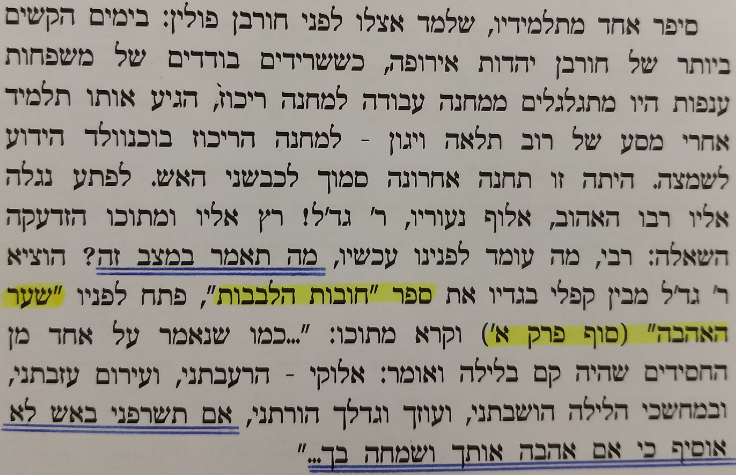 סיפר אחד מתלמידיו, שלמד אצלו לפני חורבן פולין: בימים הקשים
ביותר של חורבן יהדות אירופה, כששרידים בודדים של משפחות
ענפות היו מתגלגלים ממחנה עבודה למחנה ריכוז, הגיע אותו תלמיד
אחרי מסע של רוב תלאה ויגון - למחנה הריכוז בוכנוולד הידוע
לשמצה. היתה זו תחנה אחרונה סמוך לכבשני האש. לפתע נגלה
אליו רבו האהוב, אלוף נעוריו, ר' גד'ל! רץ אליו ומתוכו הזדעקה
השאלה: רבי, מה עומד לפנינו עכשיו, מה תאמר במצב זה? הוציא
ר' גד'ל מבין קפלי בגדיו את ספר "חובות הלבבות", פתח לפניו "שער
האהבה" (סוף פרק א') וקרא מתוכו: "...כמו שנאמר על אחד מן
החסידים שהיה קם בלילה ואומר: אלוקי - הרעבתני, ועירום עזבתני,
ובמחשכי הלילה הושבתני, ועוזך וגדלך הורתני, אם תשרפני באש לא
אוסיף כי אם אהבה אותך ושמחה בך..."